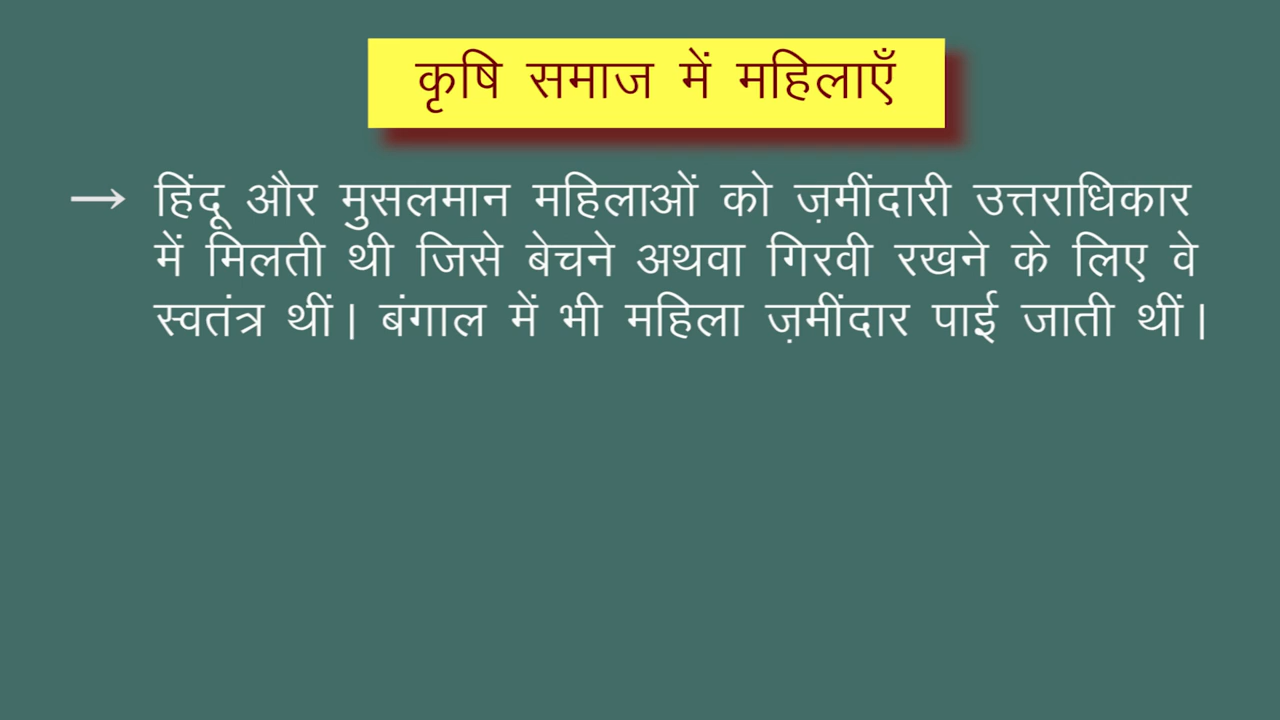 कृषि समाज में महिलाएँ
→ हिंदू और मुसलमान महिलाओं को ज़मींदारी उत्तराधिकार
में मिलती थी जिसे बेचने अथवा गिरवी रखने के लिए वे
स्वतंत्र थीं। बंगाल में भी महिला ज़मींदार पाई जाती थीं।